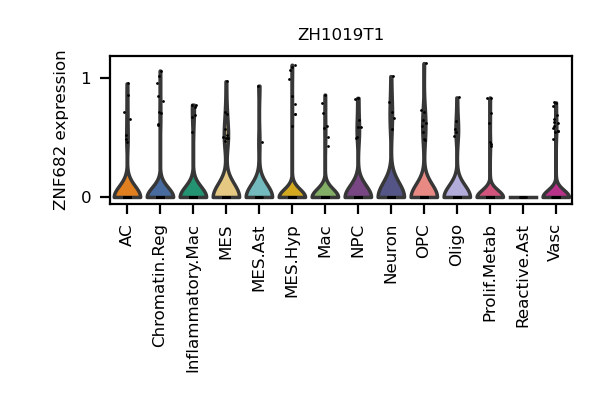 ZH1019T1
ZNF682 expression
1
0
AC
Chromatin.Reg
Inflammatory.Mac
MES
MES.Ast
MES.Hyp
Mac
NPC
Neuron
OPC
Oligo
Prolif.Metab
Reactive.Ast
Vasc